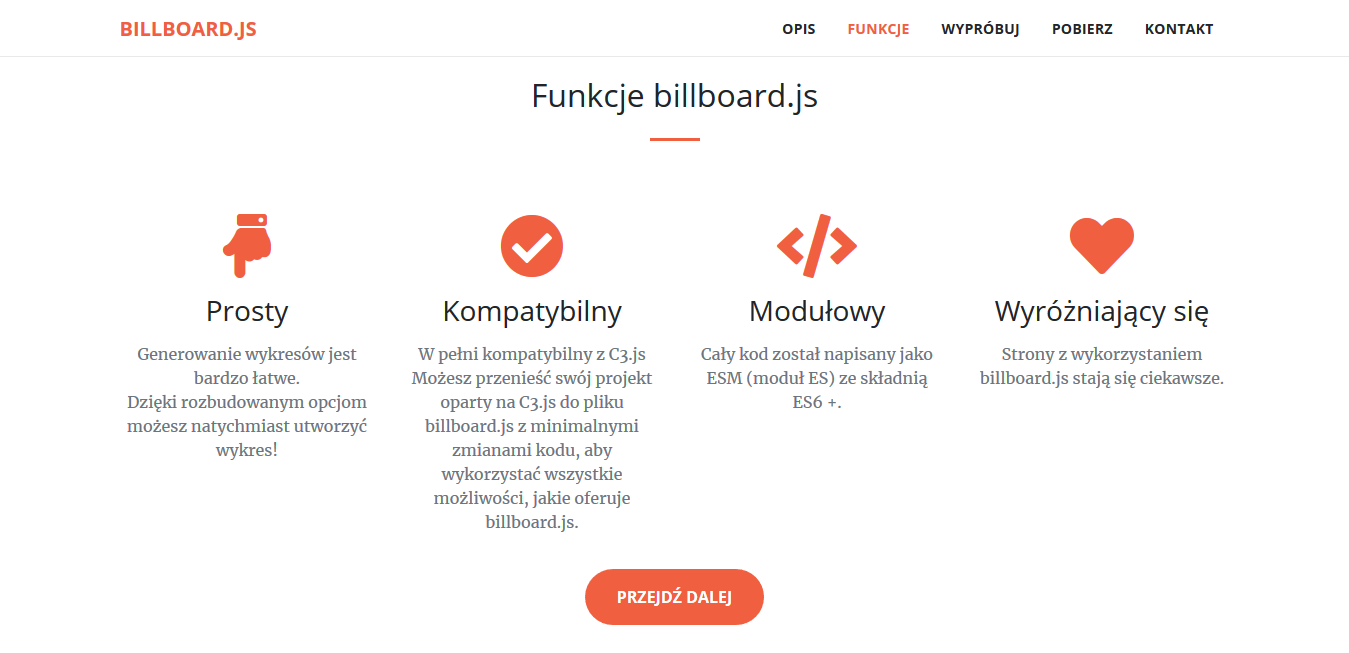 BILLBOARD.JS
OPIS FUNKCJE WYPRÓBUJ POBIERZ KONTAKT
Funkcje billboard.js
Prosty
Generowanie wykresów jest
bardzo łatwe.
Dzięki rozbudowanym opcjom
możesz natychmiast utworzyć
wykres!
Kompatybilny
W pełni kompatybilny z C3.js
Możesz przenieść swój projekt
oparty na C3.js do pliku
billboard.js z minimalnymi
zmianami kodu, aby
wykorzystać wszystkie
możliwości, jakie oferuje
billboard.js.
Modułowy
Cały kod został napisany jako
ESM (moduł ES) ze składnią
ES6 +.
Wyróżniający się
Strony z wykorzystaniem
billboard.js stają się ciekawsze.
PRZEJDŹ DALEJ